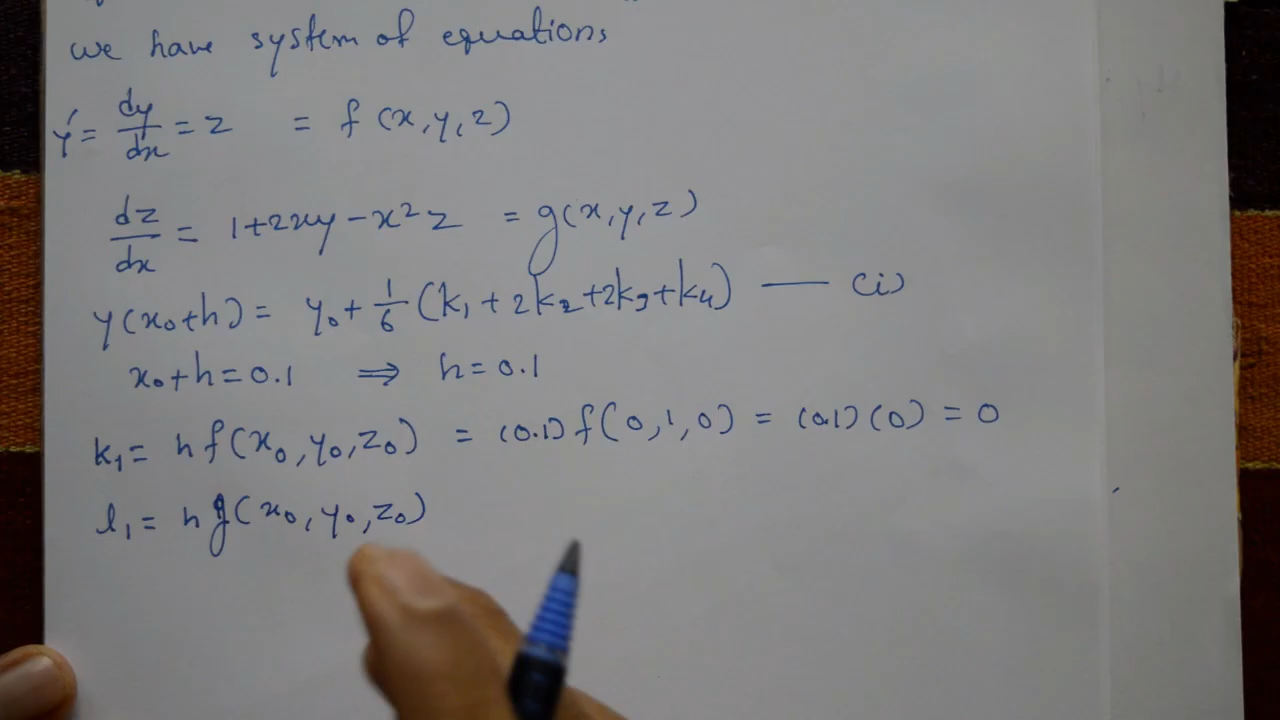 we have system of equations
y' = dy/dx = z = f(x, y, z)
dz/dx = 1+2xy-x²z = g(x, y, z)
y(x₀+h) = y₀ + 1/6 (k₁ + 2k₂ + 2k₃ + k₄) — (i)
x₀+h = 0.1 ⟹ h = 0.1
k₁ = h f(x₀, y₀, z₀) = (0.1) f(0, 1, 0) = (0.1)(0) = 0
l₁ = h g(x₀, y₀, z₀)